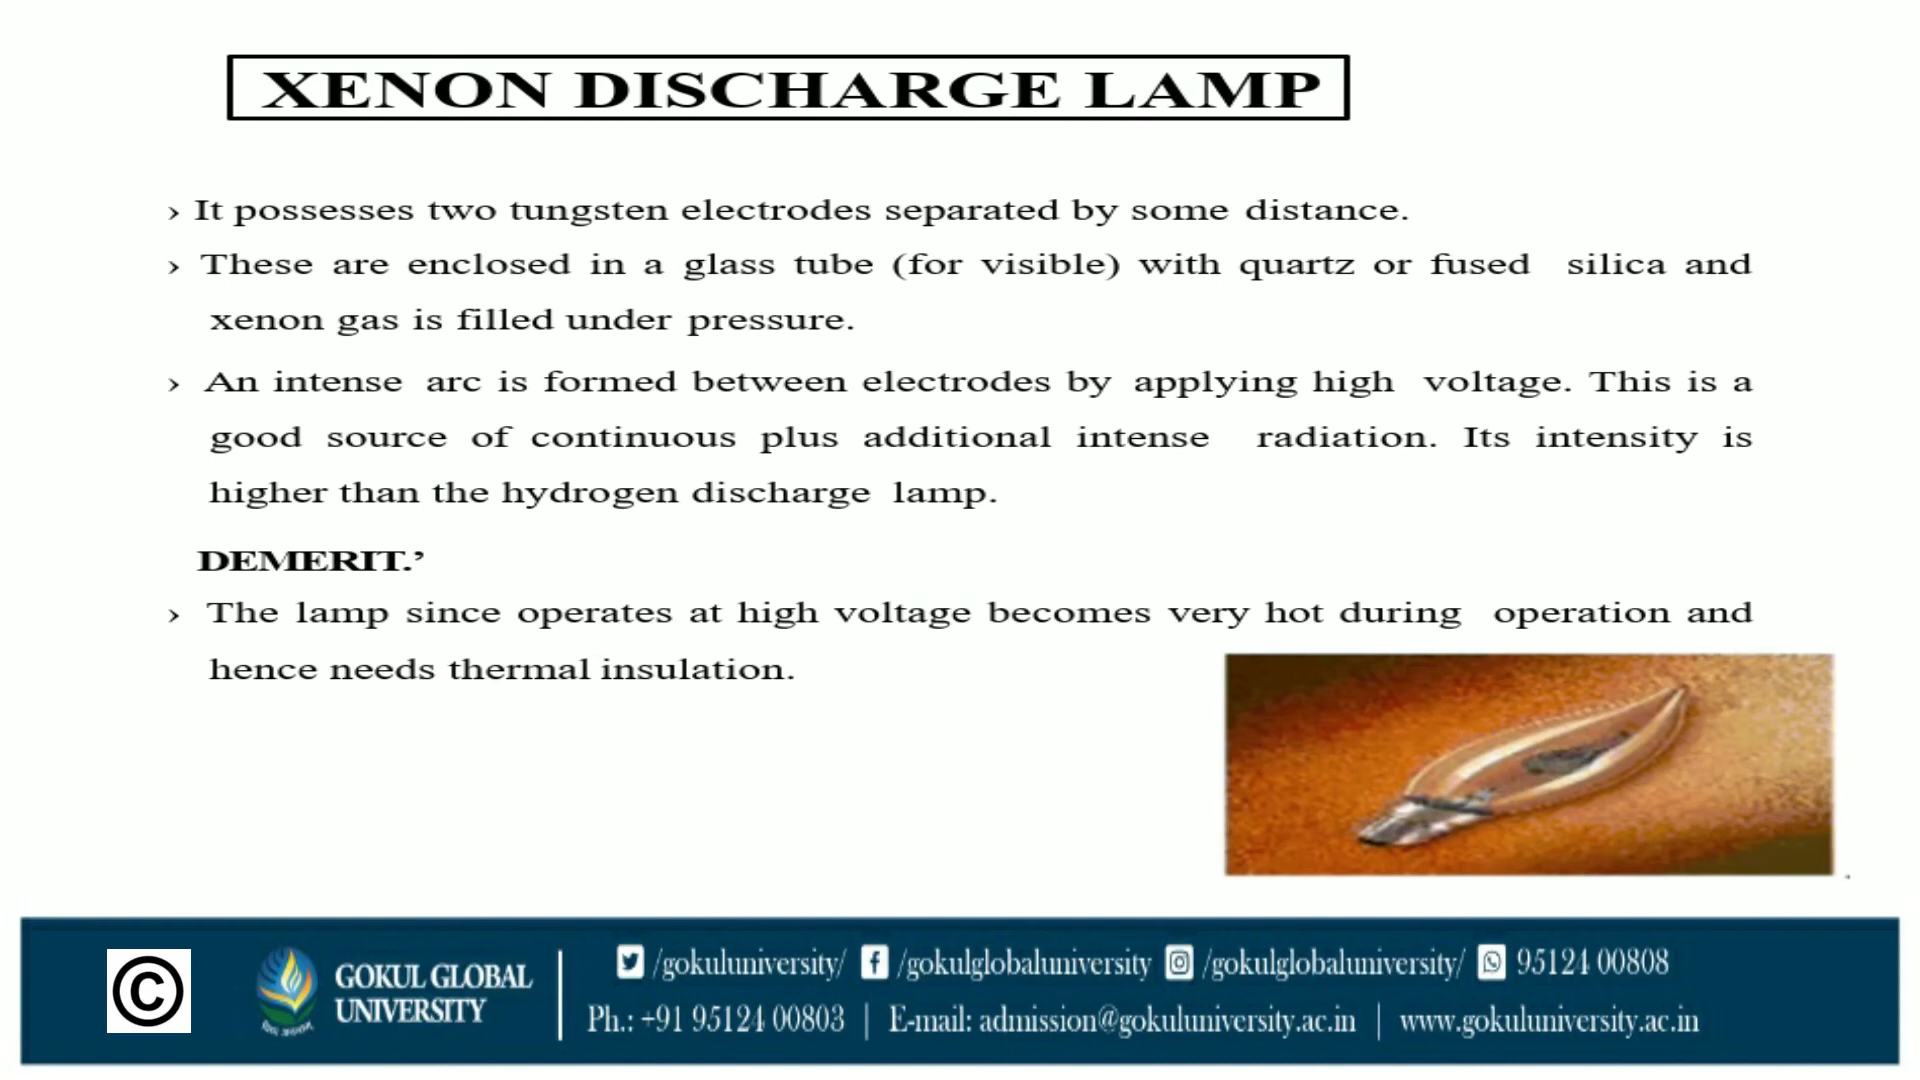 XENON DISCHARGE LAMP
› It possesses two tungsten electrodes separated by some distance.
› These are enclosed in a glass tube (for visible) with quartz or fused silica and
xenon gas is filled under pressure.
› An intense arc is formed between electrodes by applying high voltage. This is a
good source of continuous plus additional intense radiation. Its intensity is
higher than the hydrogen discharge lamp.
DEMERIT.’
› The lamp since operates at high voltage becomes very hot during operation and
hence needs thermal insulation.
©
GOKUL GLOBAL
UNIVERSITY
/gokuluniversity/ /gokulglobaluniversity /gokulglobaluniversity/ 95124 00808
Ph.: +91 95124 00803 | E-mail: admission@gokuluniversity.ac.in | www.gokuluniversity.ac.in